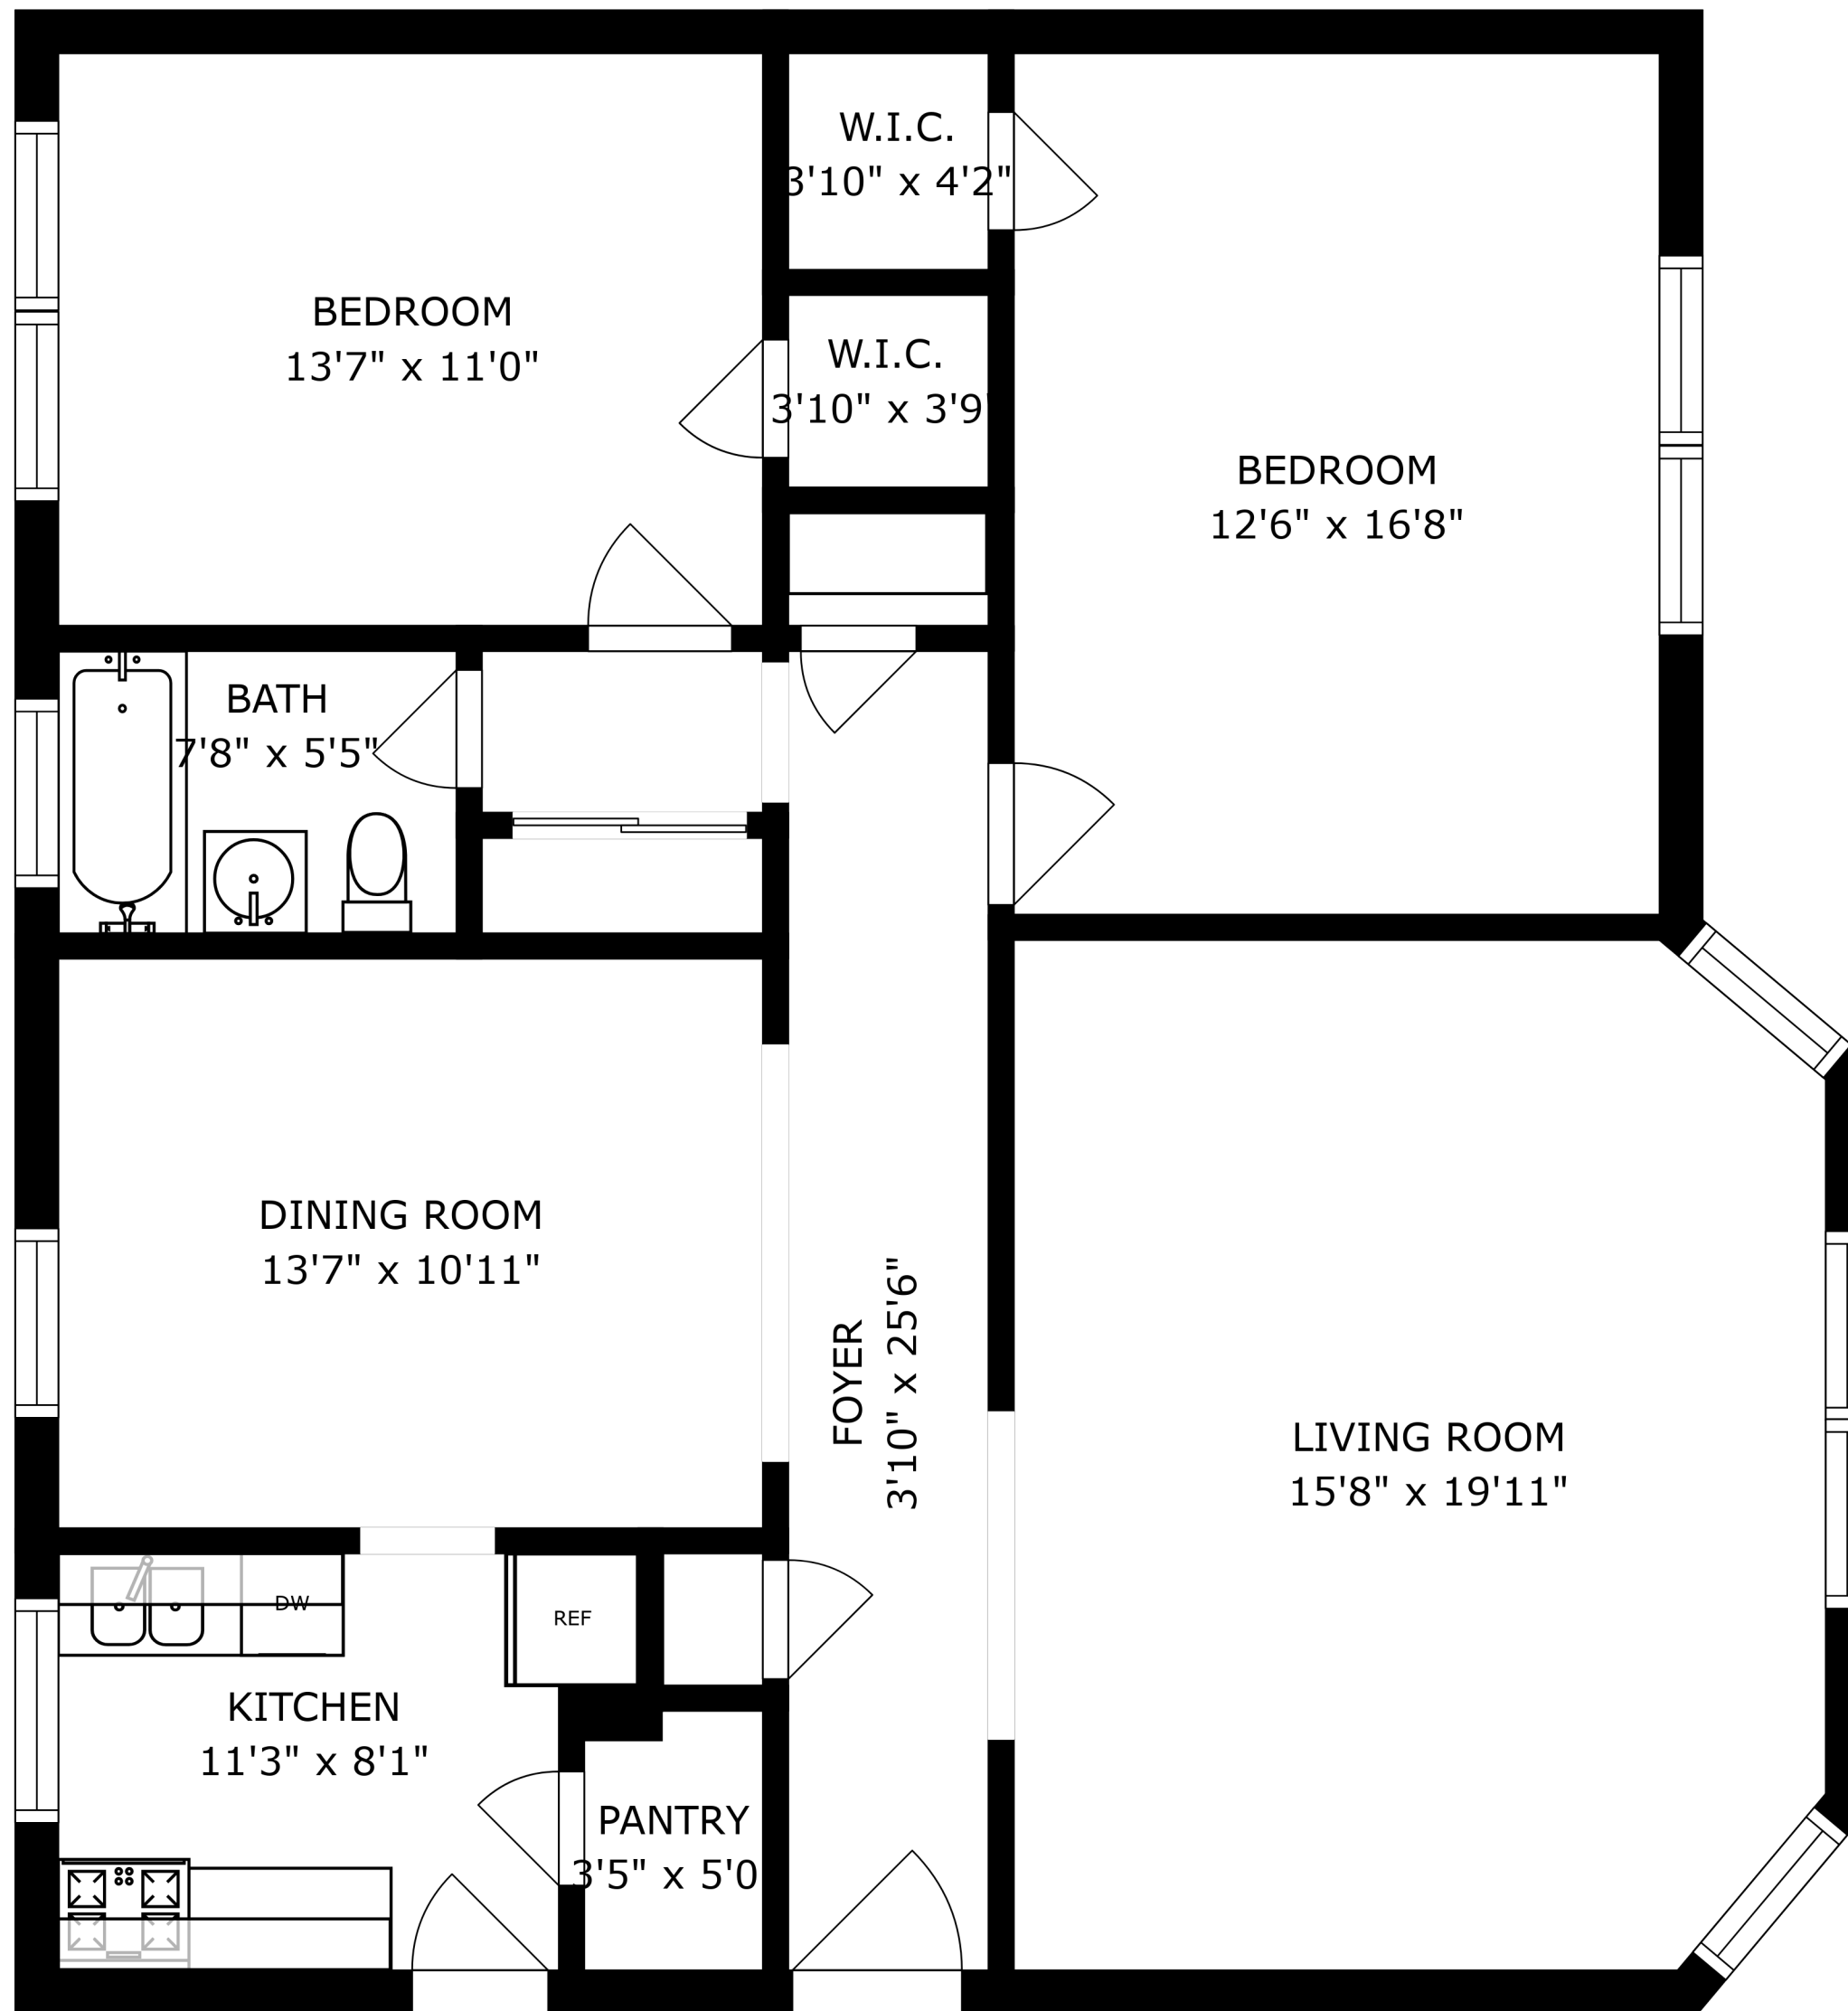 W.I.C.
3'10" x 4'2"
BEDROOM
13'7" x 11'0"
W.I.C.
3'10" x 3'9"
BEDROOM
12'6" x 16'8"
BATH
7'8" x 5'5"
DINING ROOM
13'7" x 10'11"
FOYER
3'10" x 25'6"
LIVING ROOM
15'8" x 19'11"
DW
REF
KITCHEN
11'3" x 8'1"
PANTRY
3'5" x 5'0